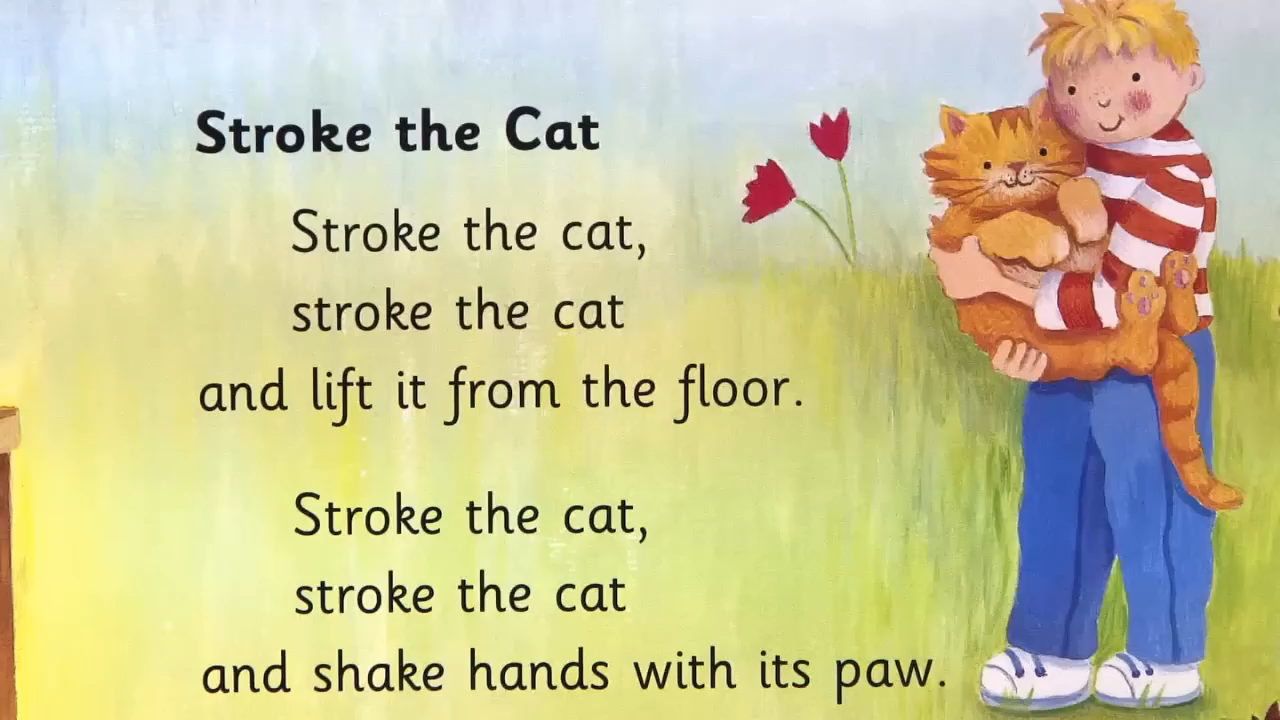 Stroke the Cat
Stroke the cat,
stroke the cat
and lift it from the floor.
Stroke the cat,
stroke the cat
and shake hands with its paw.